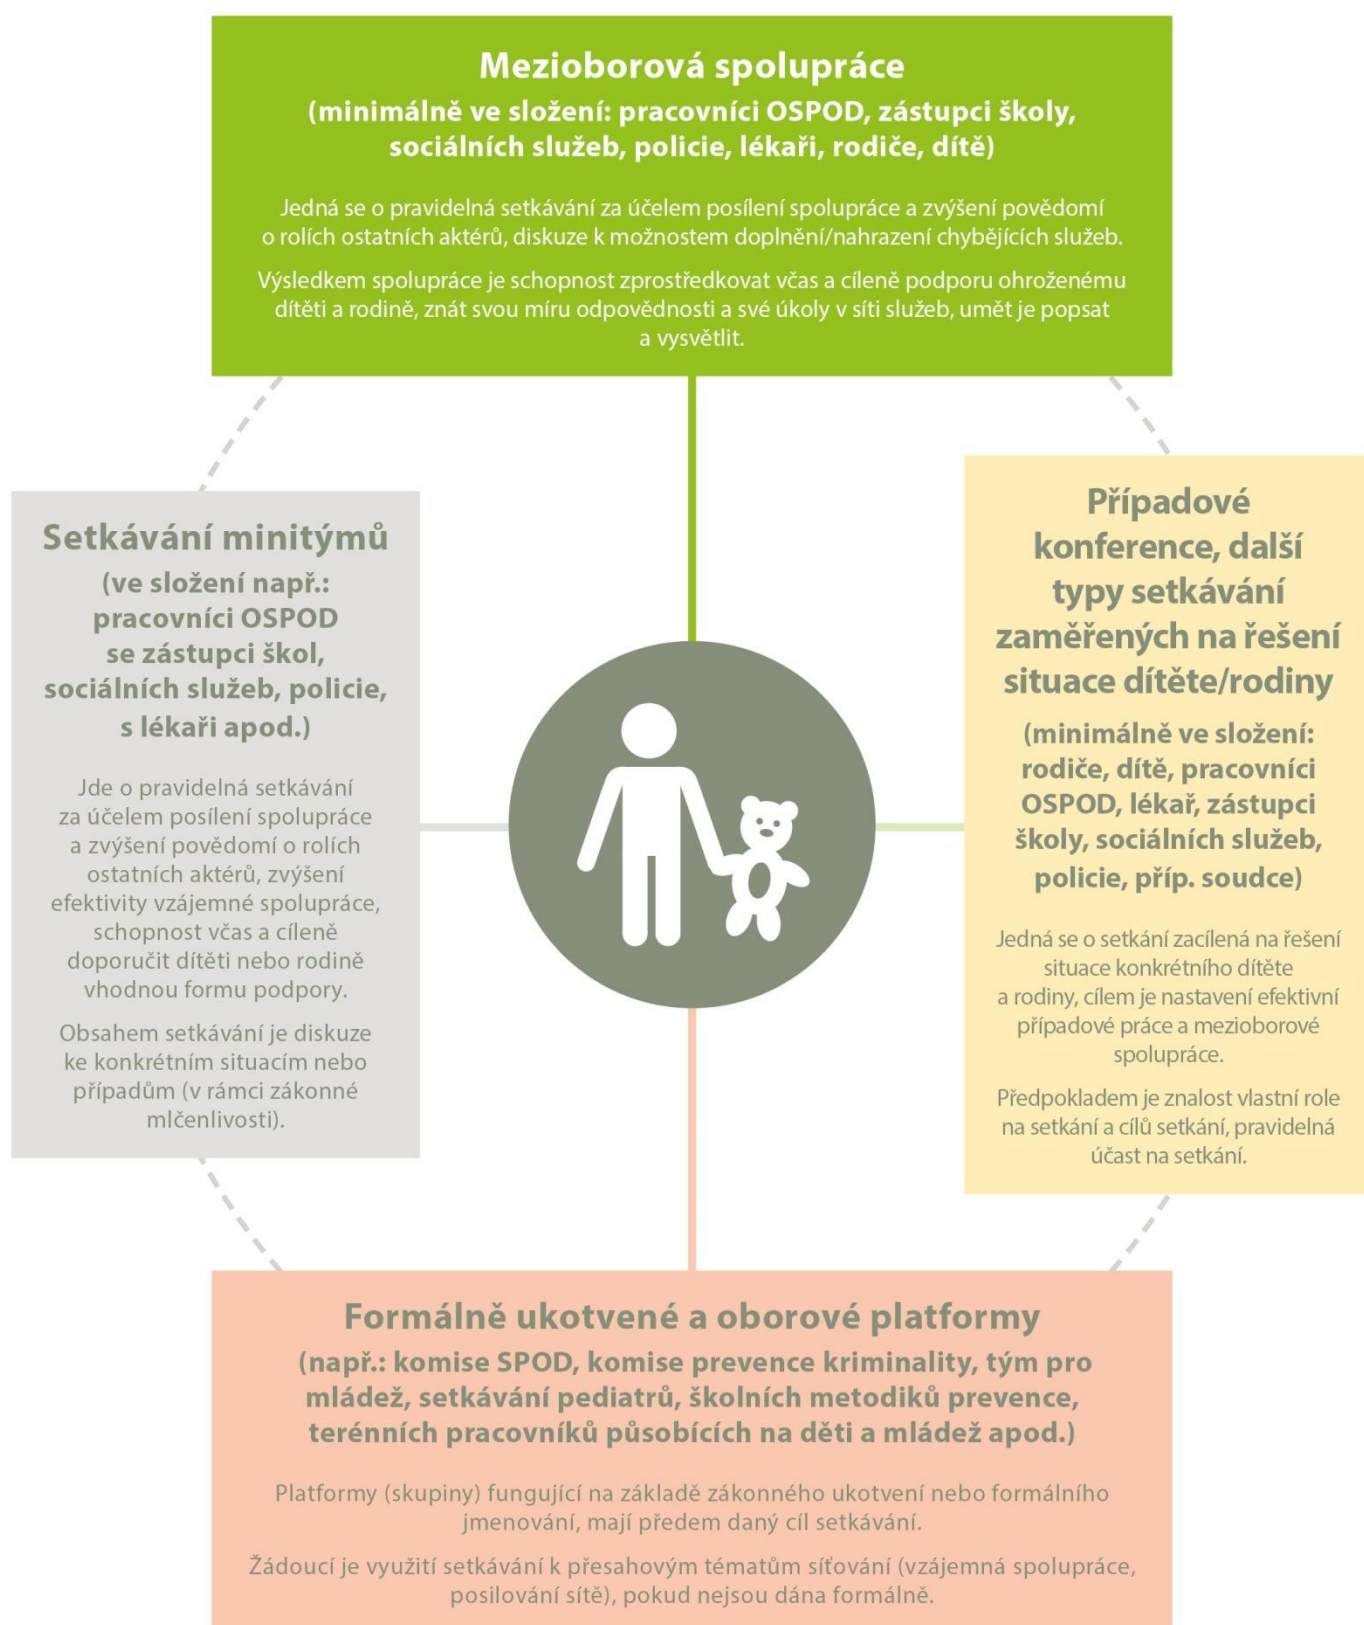 Mezioborová spolupráce
(minimálně ve složení: pracovníci OSPOD, zástupci školy,
sociálních služeb, policie, lékaři, rodiče, dítě)
Jedná se o pravidelná setkávání za účelem posílení spolupráce a zvýšení povědomí
o rolích ostatních aktérů, diskuze k možnostem doplnění/nahrazení chybějících služeb.
Výsledkem spolupráce je schopnost zprostředkovat včas a cíleně podporu ohroženému
dítěti a rodině, znát svou míru odpovědnosti a své úkoly v síti služeb, umět je popsat
a vysvětlit.
Setkávání minitýmů
(ve složení např.:
pracovníci OSPOD
se zástupci škol,
sociálních služeb, policie,
s lékaři apod.)
Jde o pravidelná setkávání
za účelem posílení spolupráce
a zvýšení povědomí o rolích
ostatních aktérů, zvýšení
efektivity vzájemné spolupráce,
schopnost včas a cíleně
doporučit dítěti nebo rodině
vhodnou formu podpory.
Obsahem setkávání je diskuze
ke konkrétním situacím nebo
případům (v rámci zákonné
mlčenlivosti).
Případové
konference, další
typy setkávání
zaměřených na řešení
situace dítěte/rodiny
(minimálně ve složení:
rodiče, dítě, pracovníci
OSPOD, lékař, zástupci
školy, sociálních služeb,
policie, příp. soudce)
Jedná se o setkání zacílená na řešení
situace konkrétního dítěte
a rodiny, cílem je nastavení efektivní
případové práce a mezioborové
spolupráce.
Předpokladem je znalost vlastní role
na setkání a cílů setkání, pravidelná
účast na setkání.
Formálně ukotvené a oborové platformy
(např.: komise SPOD, komise prevence kriminality, tým pro
mládež, setkávání pediatrů, školních metodiků prevence,
terénních pracovníků působících na děti a mládež apod.)
Platformy (skupiny) fungující na základě zákonného ukotvení nebo formálního
jmenování, mají předem daný cíl setkávání.
Žádoucí je využití setkávání k přesahovým tématům síťování (vzájemná spolupráce,
posilování sítě), pokud nejsou dána formálně.